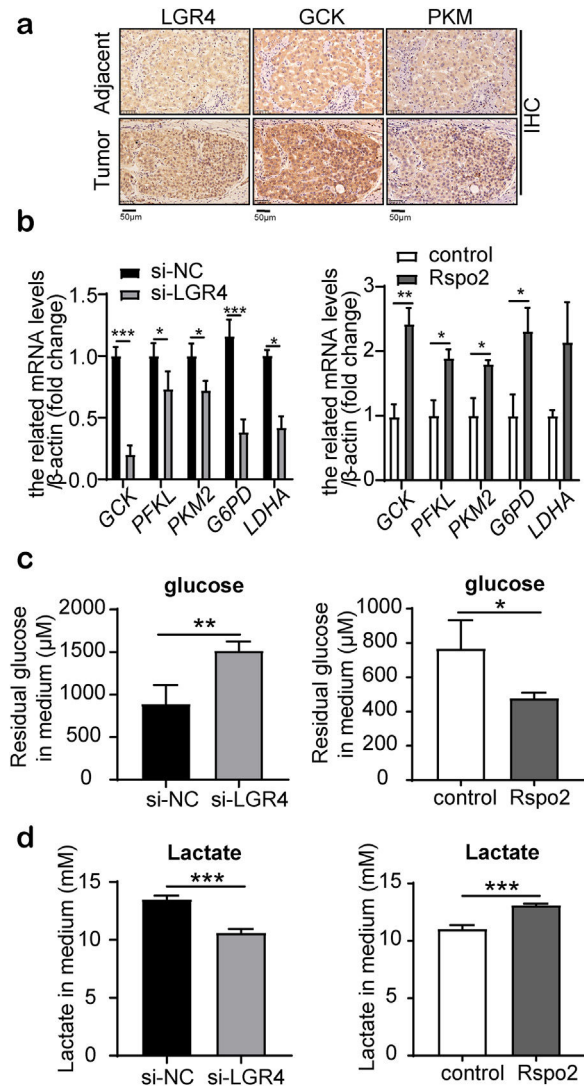 a
LGR4 GCK PKM
Adjacent
Tumor
IHC
50μm 50μm 50μm
b
the related mRNA levels
/β-actin (fold change)
si-NC
si-LGR4
1.5
1.0
0.5
0.0
*** * * *** *
GCK PFKL PKM2 G6PD LDHA
the related mRNA levels
/β-actin (fold change)
control
Rspo2
3
2
1
0
** * * *
GCK PFKL PKM2 G6PD LDHA
c
glucose
Residual glucose
in medium (μM)
2000
1500
1000
500
0
**
si-NC si-LGR4
glucose
Residual glucose
in medium (μM)
1000
800
600
400
200
0
*
control Rspo2
d
Lactate
Lactate in medium (mM)
15
10
5
0
***
si-NC si-LGR4
Lactate
Lactate in medium (mM)
15
10
5
0
***
control Rspo2